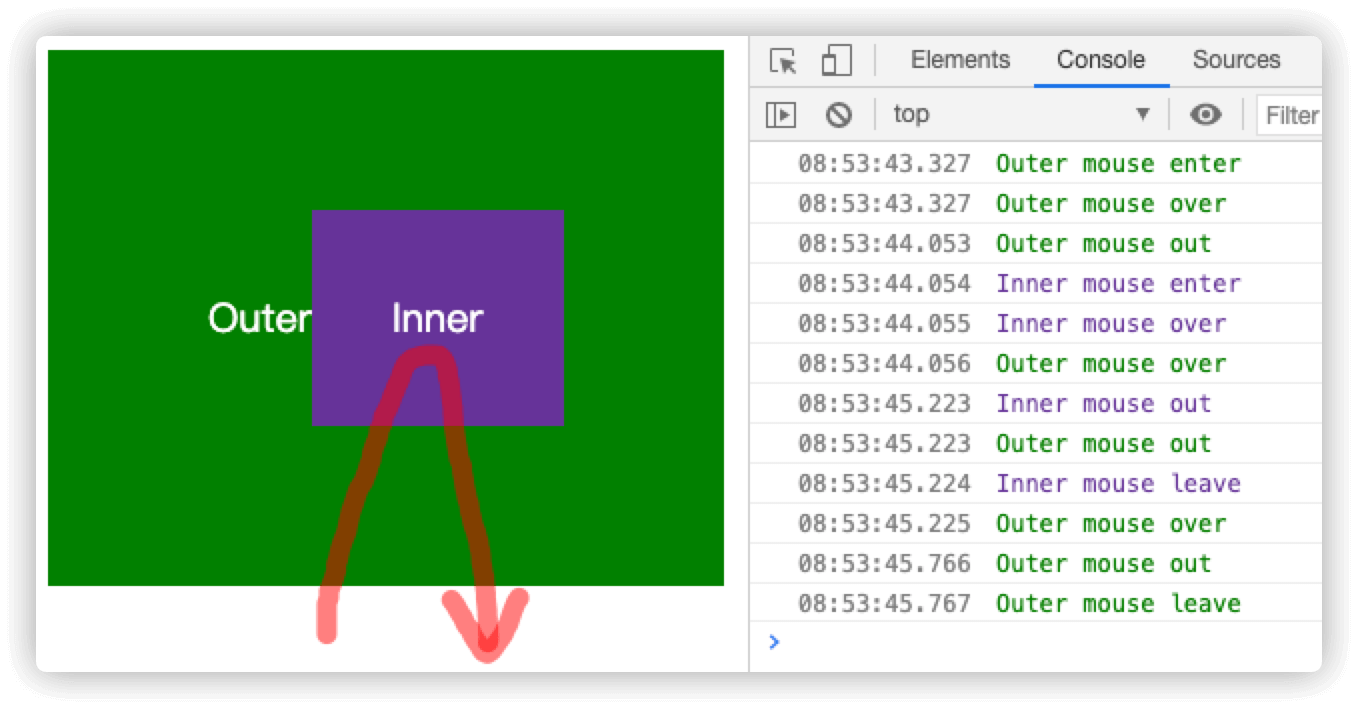 Outer Inner
Elements Console Sources
top Filter
08:53:43.327 Outer mouse enter
08:53:43.327 Outer mouse over
08:53:44.053 Outer mouse out
08:53:44.054 Inner mouse enter
08:53:44.055 Inner mouse over
08:53:44.056 Outer mouse over
08:53:45.223 Inner mouse out
08:53:45.223 Outer mouse out
08:53:45.224 Inner mouse leave
08:53:45.225 Outer mouse over
08:53:45.766 Outer mouse out
08:53:45.767 Outer mouse leave